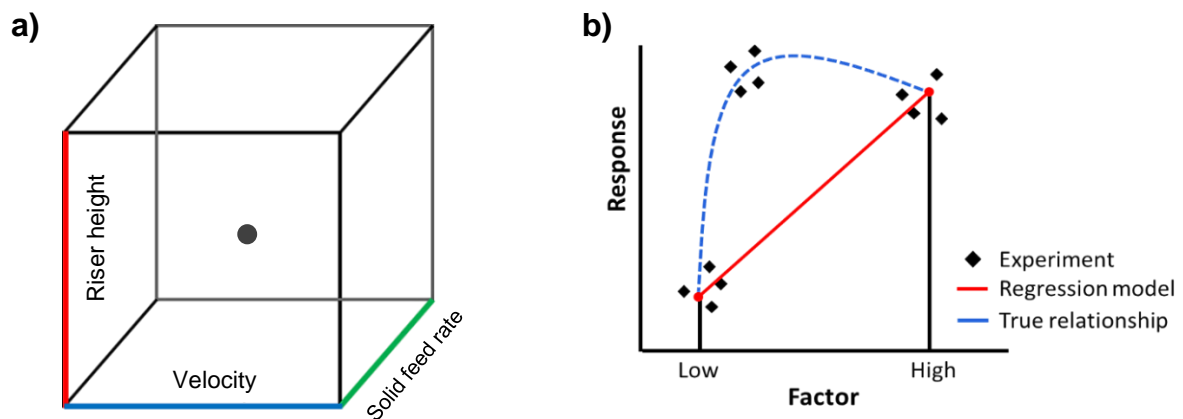 a)
Riser height
Velocity
Solid feed rate
b)
Response
Low
High
Factor
Experiment
Regression model
True relationship